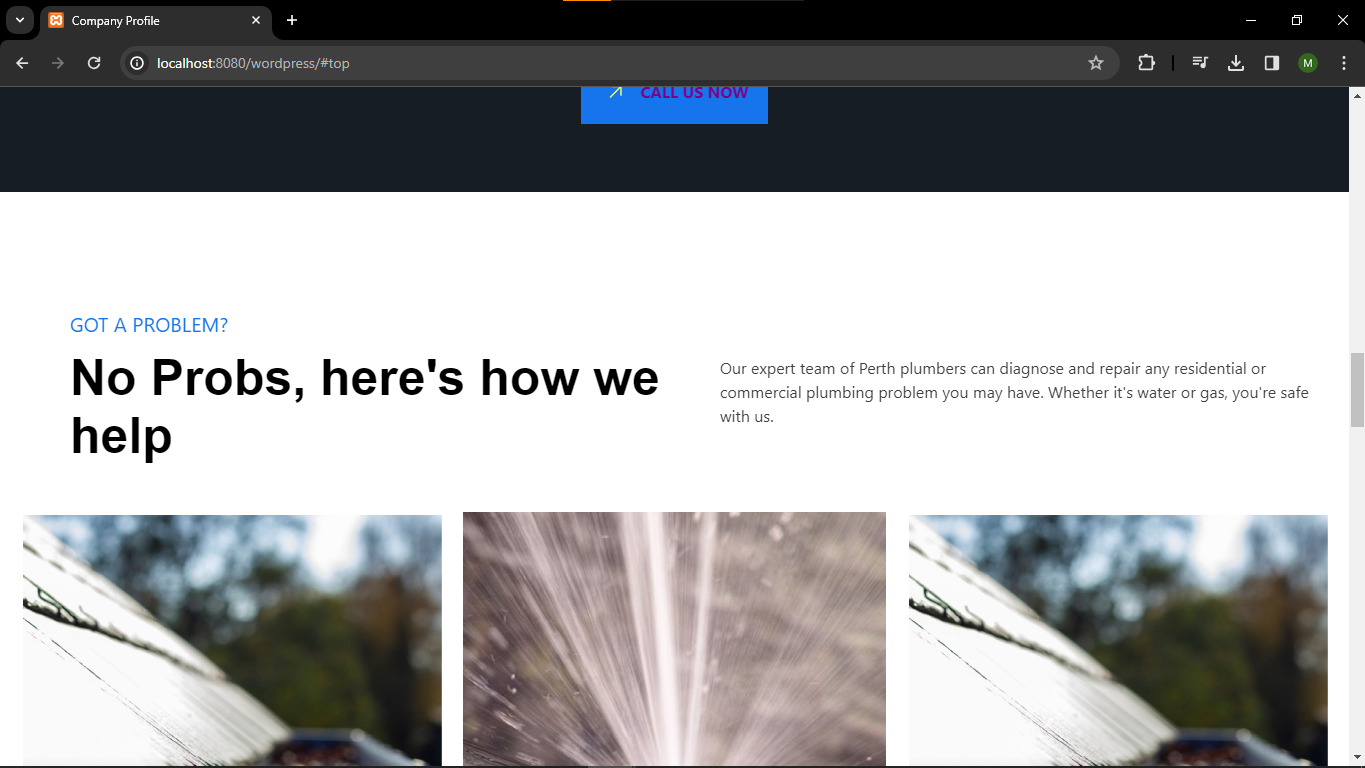 Company Profile
localhost:8080/wordpress/#top
M
CALL US NOW
GOT A PROBLEM?
No Probs, here's how we
help
Our expert team of Perth plumbers can diagnose and repair any residential or
commercial plumbing problem you may have. Whether it's water or gas, you're safe
with us.